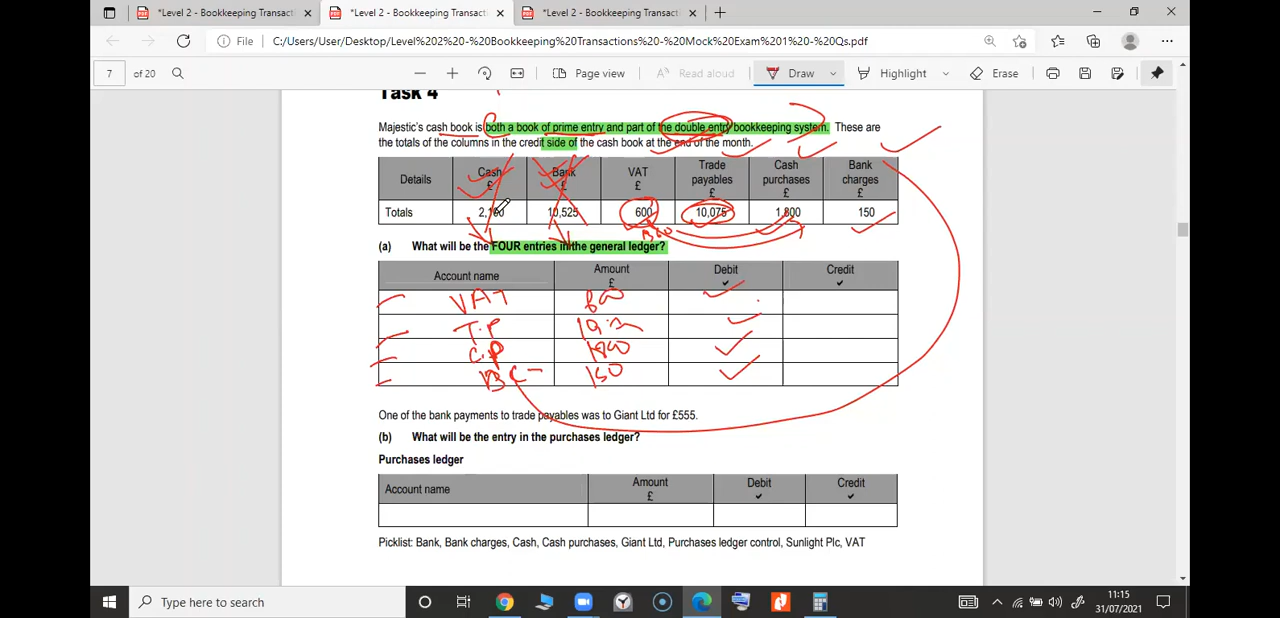 *Level 2 - Bookkeeping Transacti
*Level 2 - Bookkeeping Transacti
*Level 2 - Bookkeeping Transacti
File
C:/Users/User/Desktop/Level%202%20-%20Bookkeeping%20Transactions%20-%20Mock%20Exam%201%20-%20Qs.pdf
7 of 20
Page view
Read aloud
Draw
Highlight
Erase
Task 4
Majestic's cash book is both a book of prime entry and part of the double entry bookkeeping system. These are
the totals of the columns in the credit side of the cash book at the end of the month.
Details Cash £ Bank £ VAT £ Trade payables £ Cash purchases £ Bank charges £
Totals 2,100 10,525 600 10,075 1,800 150
(a) What will be the FOUR entries in the general ledger?
Account name Amount £ Debit ✓ Credit ✓
VAT 600 ✓
T.P ✓
C.P 1800 ✓
BC 150 ✓
One of the bank payments to trade payables was to Giant Ltd for £555.
(b) What will be the entry in the purchases ledger?
Purchases ledger
Account name Amount £ Debit ✓ Credit ✓
Picklist: Bank, Bank charges, Cash, Cash purchases, Giant Ltd, Purchases ledger control, Sunlight Plc, VAT
Type here to search
11:15
31/07/2021